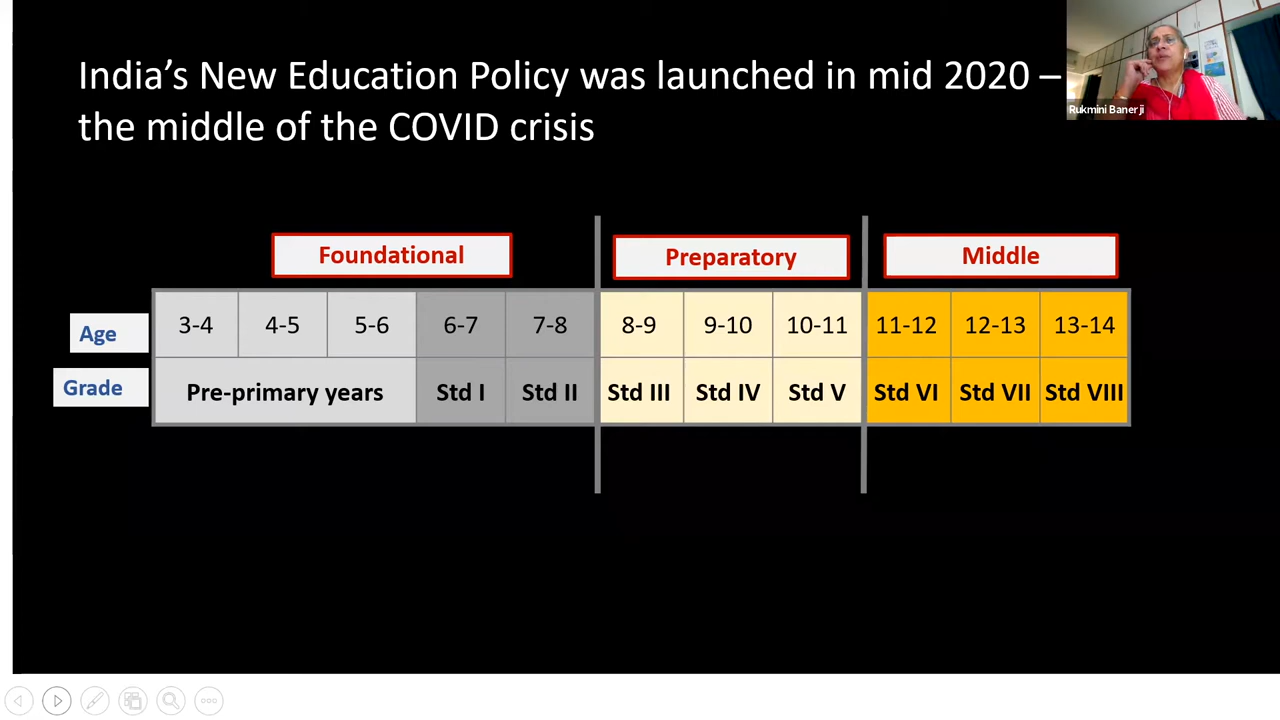 India's New Education Policy was launched in mid 2020 –
the middle of the COVID crisis
Rukmini Banerji
Foundational Preparatory Middle
Age 3-4 4-5 5-6 6-7 7-8 8-9 9-10 10-11 11-12 12-13 13-14
Grade Pre-primary years Std I Std II Std III Std IV Std V Std VI Std VII Std VIII